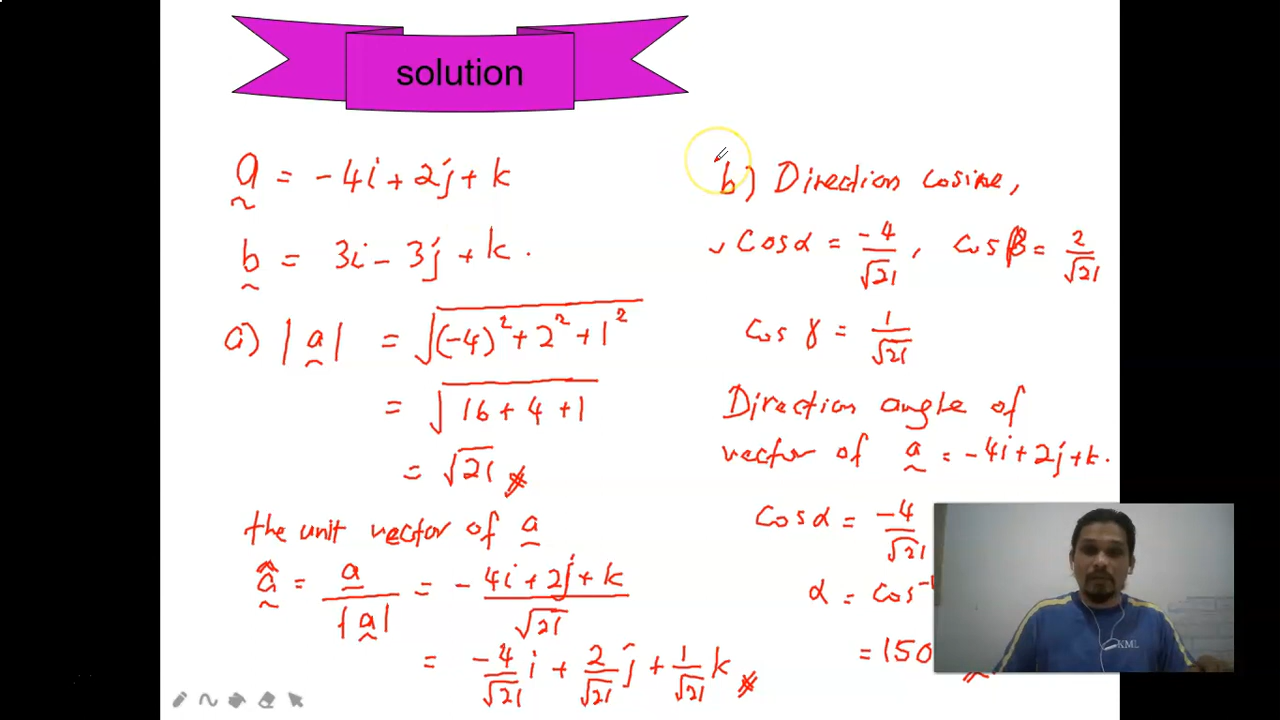 solution
a = -4i + 2j + k
b = 3i - 3j + k.
a) |a| = √((-4)² + 2² + 1²)
= √(16 + 4 + 1)
= √21
the unit vector of a
â = a/|a| = -4i + 2j + k/√21
= -4/√21 i + 2/√21 j + 1/√21 k
b) Direction cosine,
cos α = -4/√21, cos β = 2/√21
cos γ = 1/√21
Direction angle of
vector of a = -4i + 2j + k.
cos α = -4/√21
α = cos⁻¹
= 150
KML